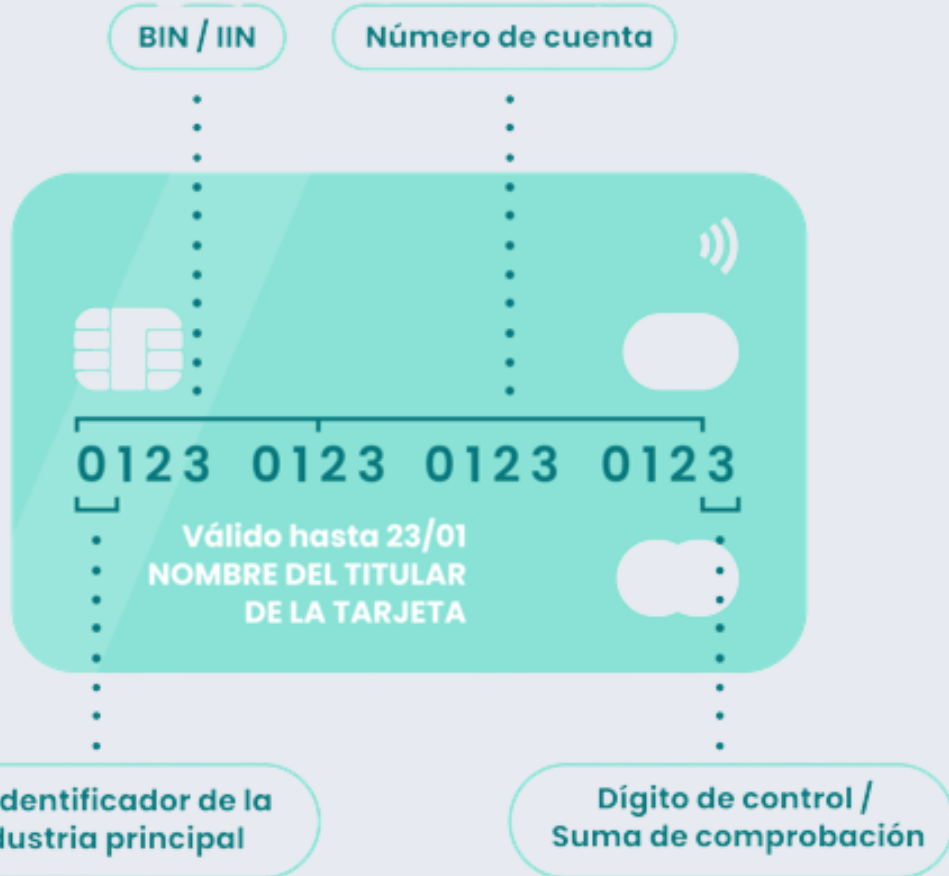 BIN / IIN
Número de cuenta
0123 0123 0123 0123
Válido hasta 23/01
NOMBRE DEL TITULAR
DE LA TARJETA
dentificador de la
dustria principal
Dígito de control /
Suma de comprobación